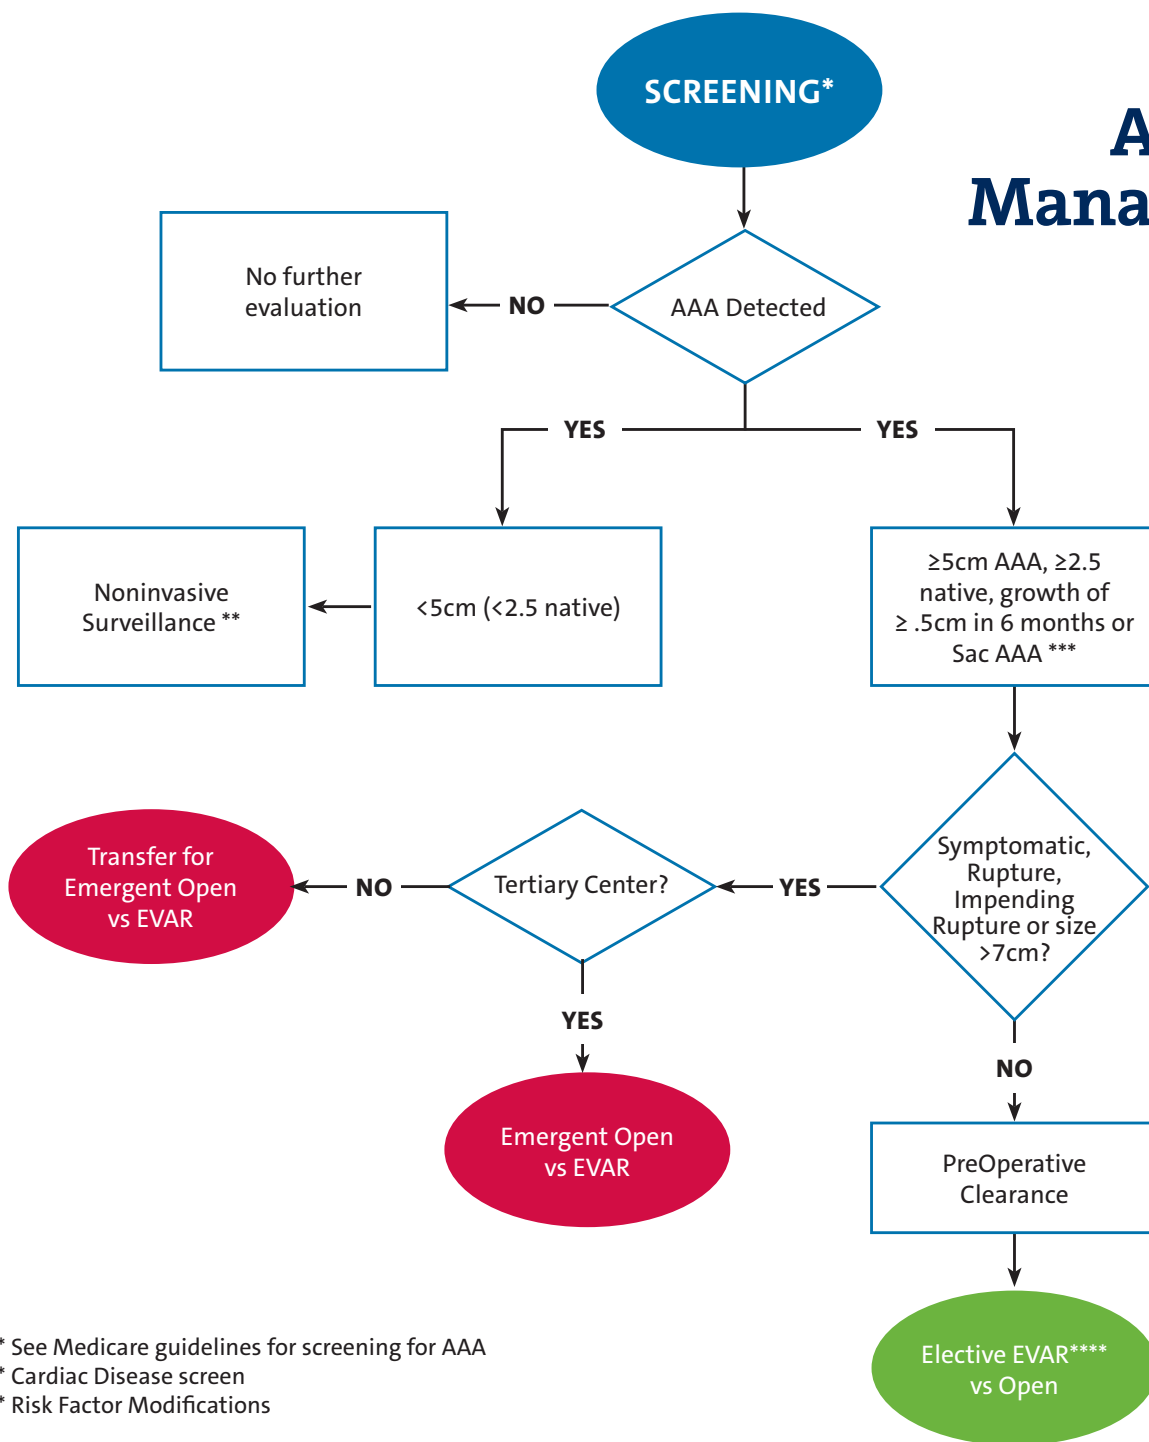 SCREENING*
A
Mana
No further
evaluation
NO
AAA Detected
YES
YES
Noninvasive
Surveillance **
<5cm (<2.5 native)
≥5cm AAA, ≥2.5
native, growth of
≥ .5cm in 6 months or
Sac AAA ***
Transfer for
Emergent Open
vs EVAR
NO
Tertiary Center?
YES
Symptomatic,
Rupture,
Impending
Rupture or size
>7cm?
YES
NO
Emergent Open
vs EVAR
PreOperative
Clearance
Elective EVAR****
vs Open
* See Medicare guidelines for screening for AAA
* Cardiac Disease screen
* Risk Factor Modifications